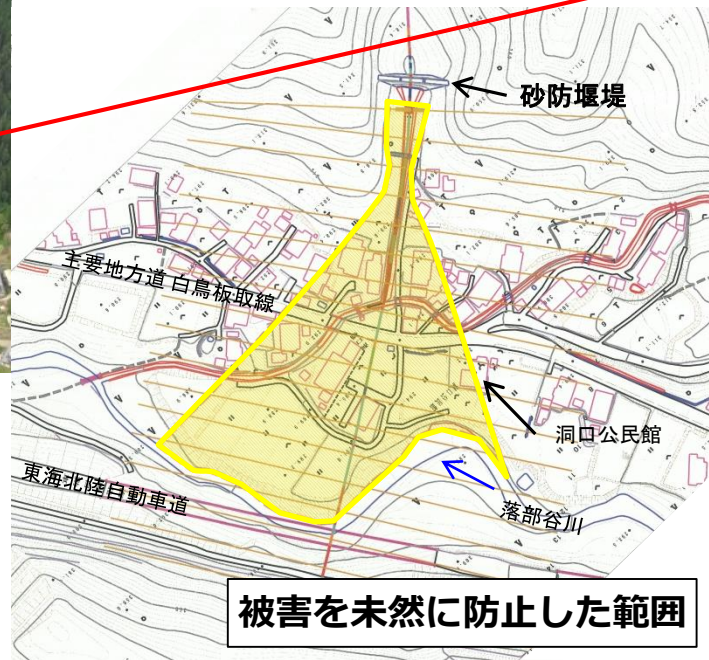 砂防堰堤
主要地方道 白鳥板取線
洞口公民館
東海北陸自動車道
落部谷川
被害を未然に防止した範囲